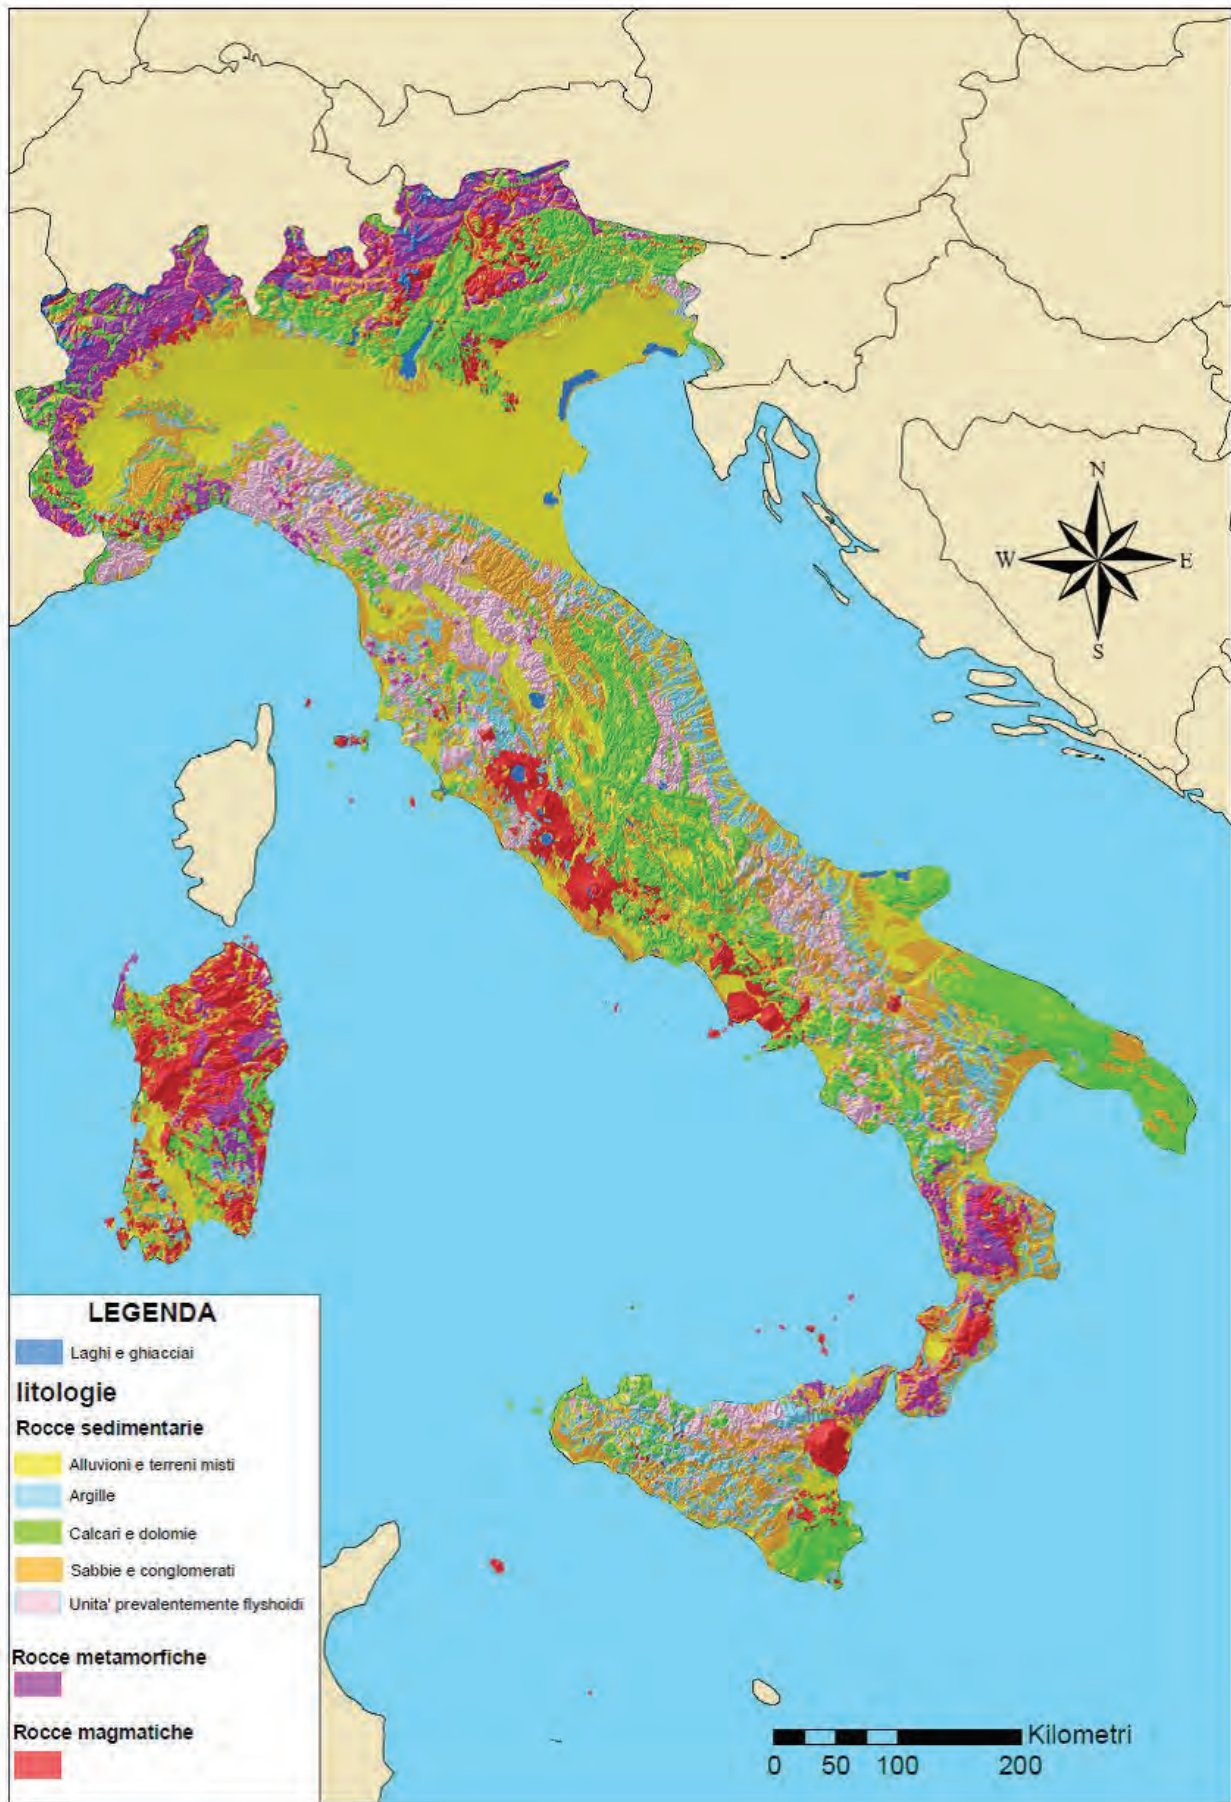 N
W E
S
LEGENDA
Laghi e ghiacciai
litologie
Rocce sedimentarie
Alluvioni e terreni misti
Argille
Calcari e dolomie
Sabbie e conglomerati
Unita' prevalentemente flyshoidi
Rocce metamorfiche
Rocce magmatiche
Kilometri
0 50 100 200